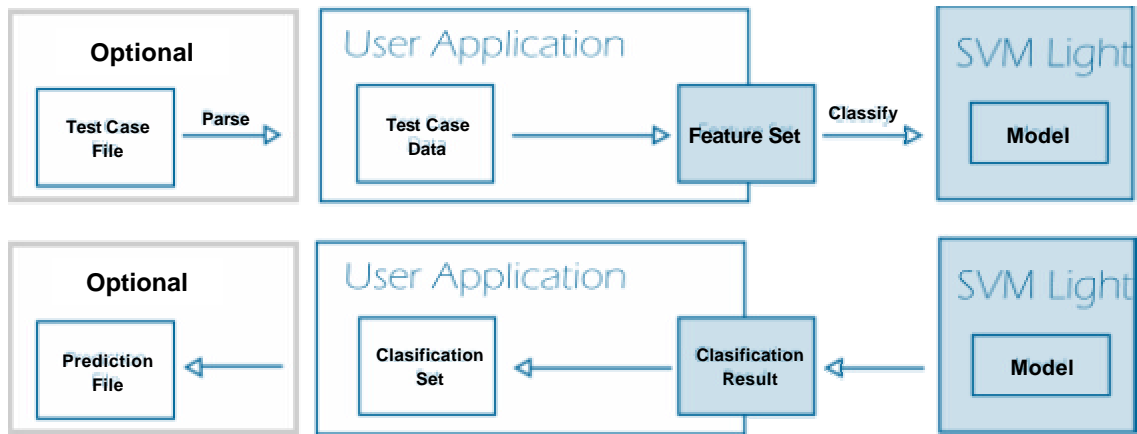 Optional
User Application
SVM Light
Test Case
File
Parse
Test Case
Data
Feature Set
Classify
Model
Optional
User Application
SVM Light
Prediction
File
Clasification
Set
Clasification
Result
Model